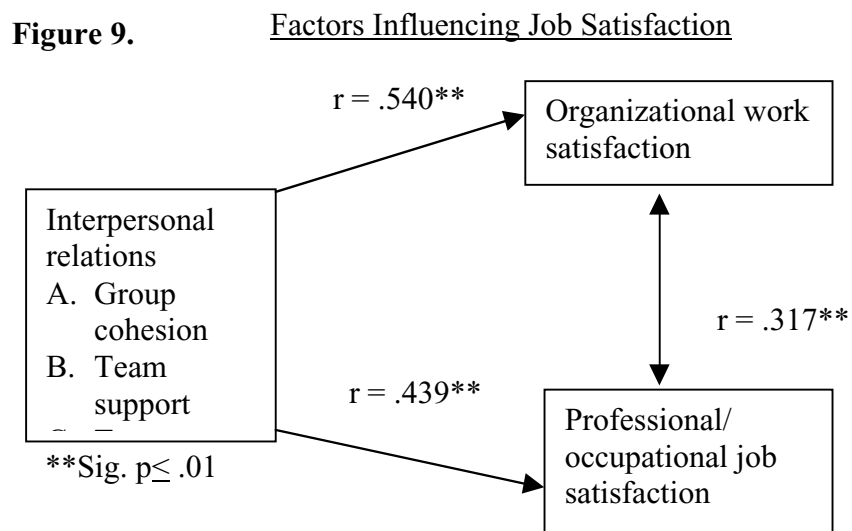 Figure 9.
Factors Influencing Job Satisfaction
r = .540**
Organizational work
satisfaction
Interpersonal
relations
A. Group
cohesion
B. Team
support
r = .317**
r = .439**
Professional/
occupational job
satisfaction
**Sig. p≤ .01